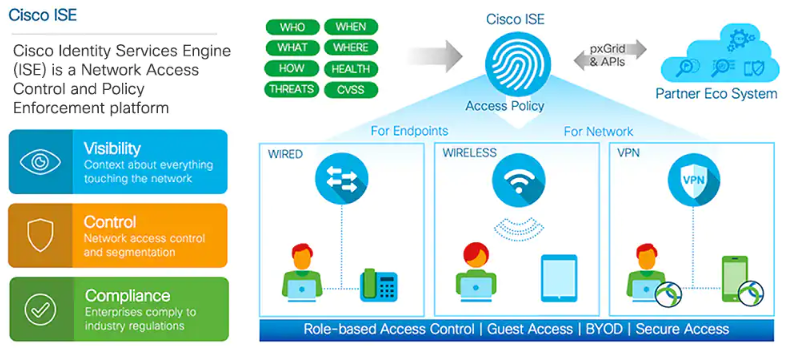 Cisco ISE
Cisco Identity Services Engine
(ISE) is a Network Access
Control and Policy
Enforcement platform
Visibility
Context about everything
touching the network
Control
Network access control
and segmentation
Compliance
Enterprises comply to
industry regulations
WHO
WHEN
WHAT
WHERE
HOW
HEALTH
THREATS
CVSS
Cisco ISE
Access Policy
pxGrid
& APIs
Partner Eco System
For Endpoints
For Network
WIRED
WIRELESS
VPN
VPN
Role-based Access Control | Guest Access | BYOD | Secure Access